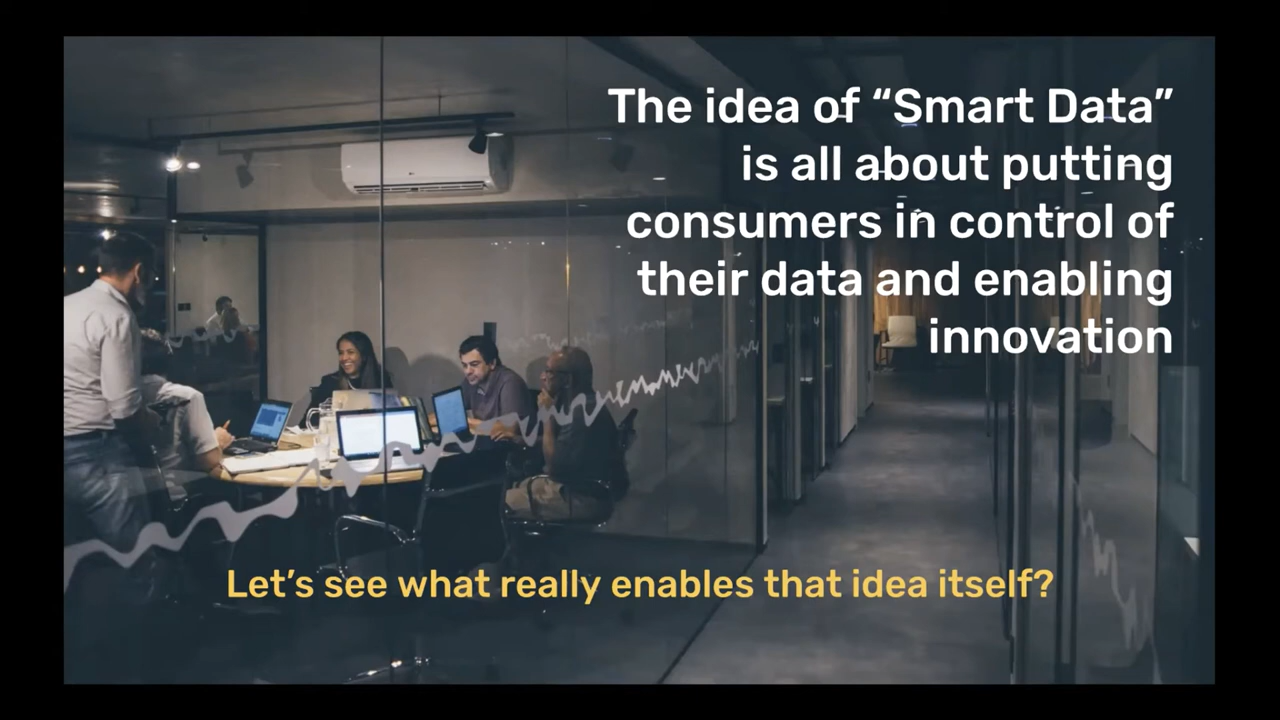 The idea of “Smart Data”
is all about putting
consumers in control of
their data and enabling
innovation
Let’s see what really enables that idea itself?